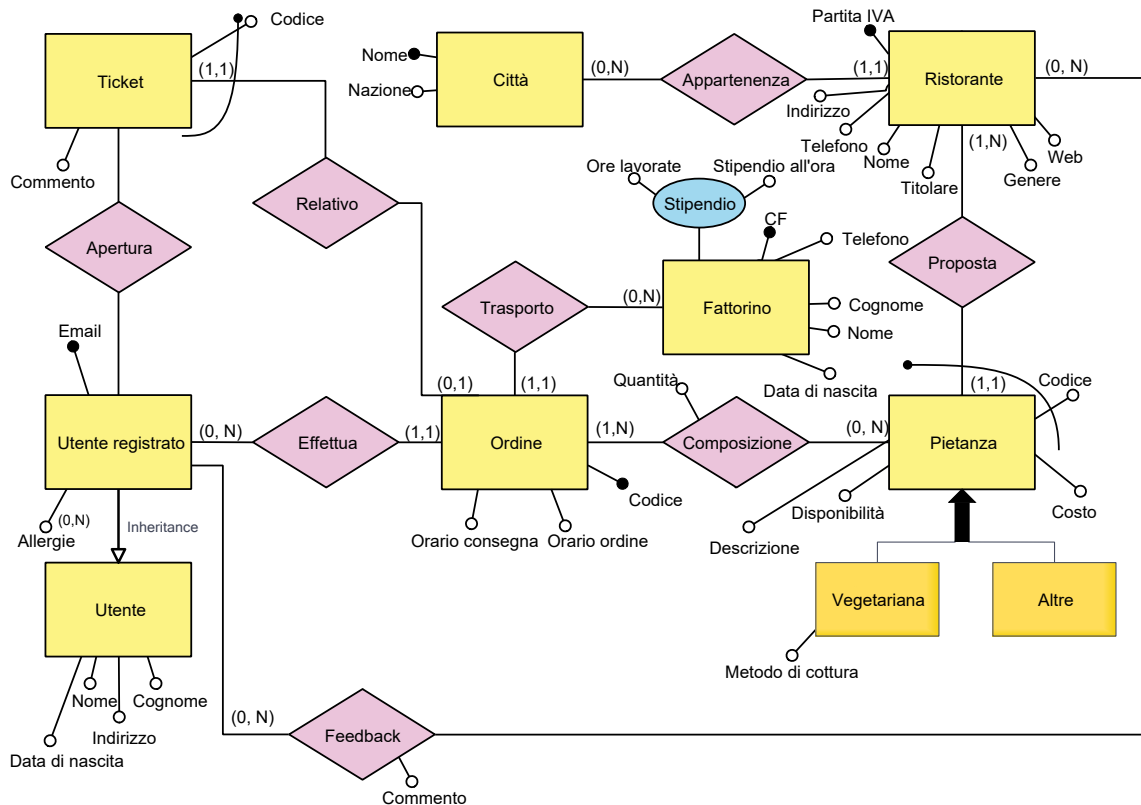 Codice
Partita IVA
Ticket
(1,1)
Nome
Nazione
Città
(0,N)
Appartenenza
(1,1)
Ristorante
(0, N)
Indirizzo
Telefono
Nome
Titolare
(1,N)
Genere
Web
Commento
Relativo
Ore lavorate
Stipendio all'ora
Stipendio
CF
Telefono
Apertura
Proposta
Trasporto
(0,N)
Fattorino
Cognome
Nome
Data di nascita
Email
(0,1)
(1,1)
Quantità
(1,1)
Codice
Utente registrato
(0, N)
Effettua
(1,1)
Ordine
(1,N)
Composizione
(0, N)
Pietanza
Codice
Costo
Allergie
(0,N)
Inheritance
Orario consegna
Orario ordine
Descrizione
Disponibilità
Utente
Vegetariana
Altre
Metodo di cottura
Nome
Cognome
Indirizzo
Data di nascita
(0, N)
Feedback
Commento